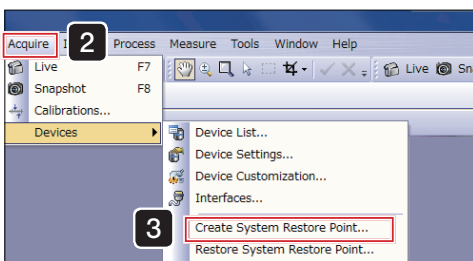 Acquire I 2 Process Measure Tools Window Help
Live F7
Live Sn
Snapshot F8
Calibrations...
Devices
Device List...
Device Settings...
Device Customization...
Interfaces...
3 Create System Restore Point...
Restore System Restore Point...